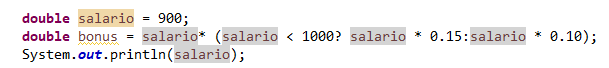 double salario = 900;
double bonus = salario* (salario < 1000? salario * 0.15:salario * 0.10);
System.out.println(salario);